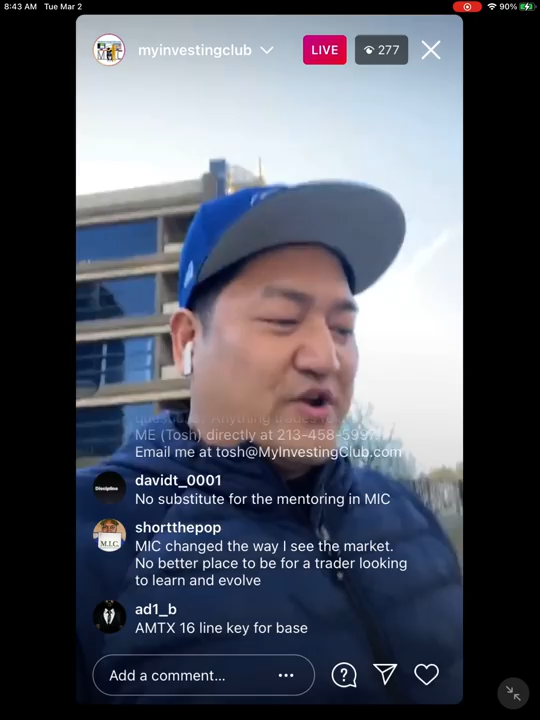 8:43 AM Tue Mar 2
90%
myinvestingclub
LIVE
277
ME (Tosh) directly at 213-458-5997
Email me at tosh@MyInvestingClub.com
davidt_0001
Discipline
No substitute for the mentoring in MIC
shortthepop
M.I.C.
MIC changed the way I see the market.
No better place to be for a trader looking
to learn and evolve
ad1_b
AMTX 16 line key for base
Add a comment...